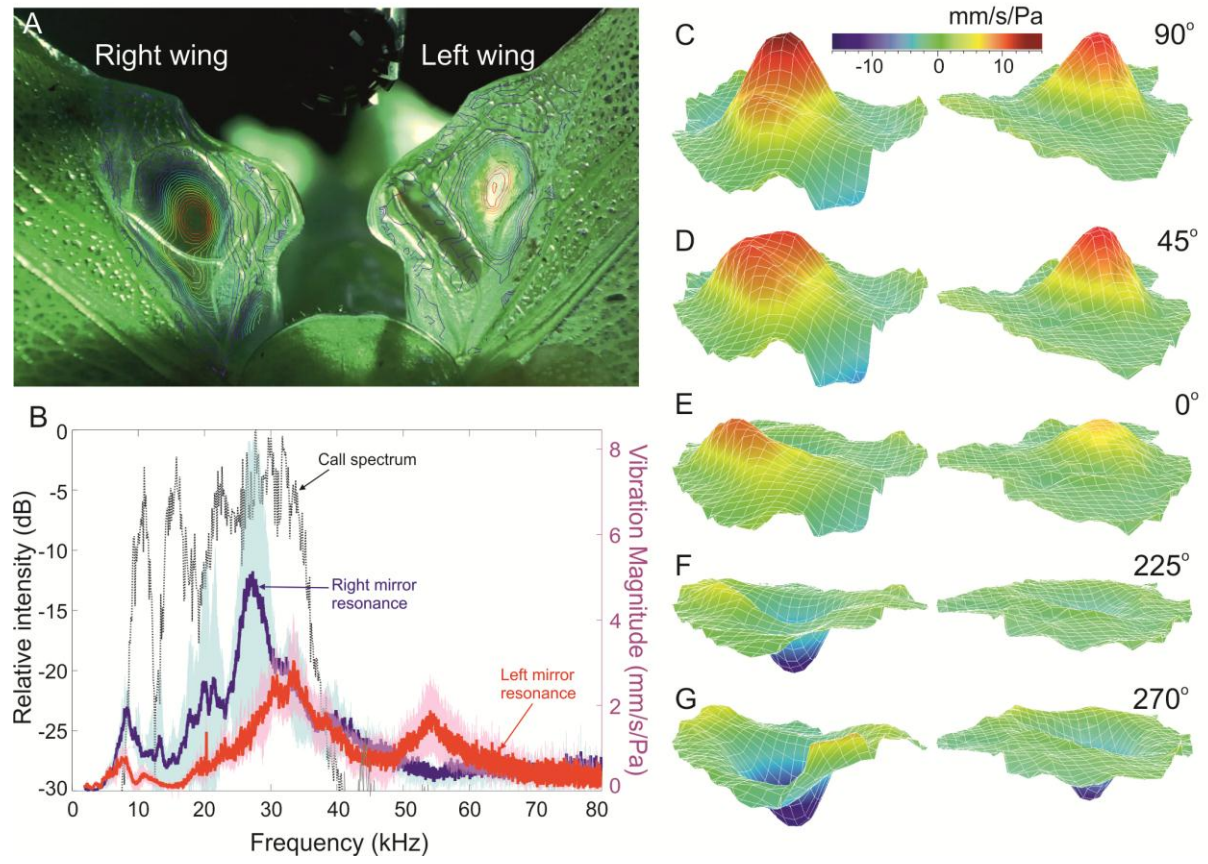 A
Right wing
Left wing
mm/s/Pa
-10
0
10
C
90°
D
45°
E
0°
F
225°
G
270°
B
0
-5
-10
-15
-20
-25
-30
Relative intensity (dB)
Call spectrum
Right mirror
resonance
Left mirror
resonance
8
6
4
2
0
Vibration Magnitude (mm/s/Pa)
0
10
20
30
40
50
60
70
80
Frequency (kHz)